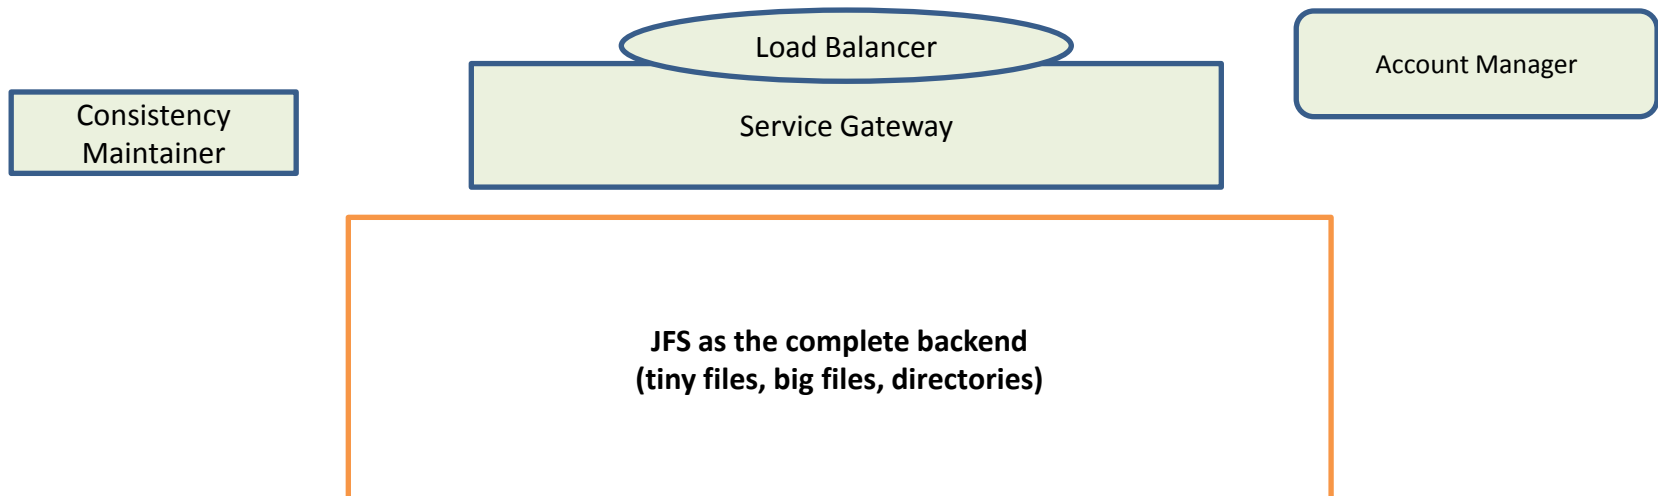 Load Balancer
Account Manager
Consistency
Maintainer
Service Gateway
JFS as the complete backend
(tiny files, big files, directories)